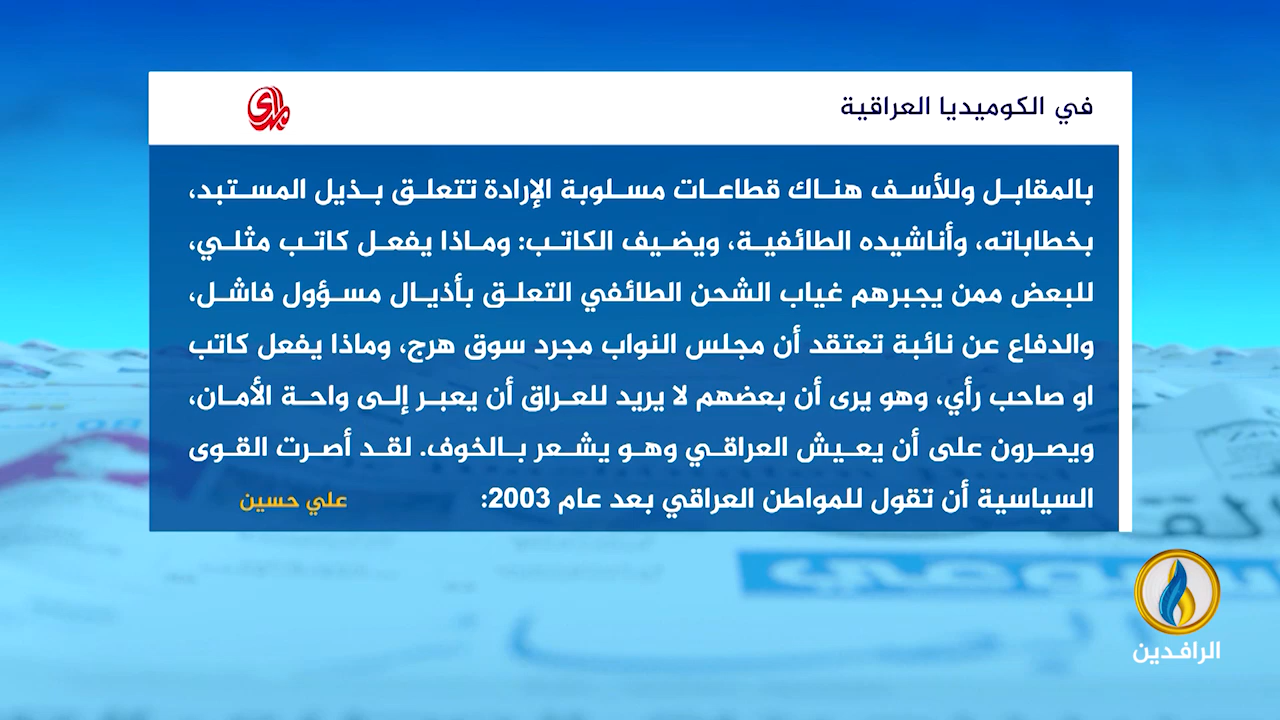 في الكوميديا العراقية
المدى
بالمقابل وللأسف هناك قطاعات مسلوبة الإرادة تتعلق بذيل المستبد،
بخطاباته، وأناشيده الطائفية، ويضيف الكاتب: وماذا يفعل كاتب مثلي،
للبعض ممن يجبرهم غياب الشحن الطائفي التعلق بأذيال مسؤول فاشل،
والدفاع عن نائبة تعتقد أن مجلس النواب مجرد سوق هرج، وماذا يفعل كاتب
او صاحب رأي، وهو يرى أن بعضهم لا يريد للعراق أن يعبر إلى واحة الأمان،
ويصرون على أن يعيش العراقي وهو يشعر بالخوف. لقد أصرت القوى
السياسية أن تقول للمواطن العراقي بعد عام 2003:
علي حسين
الرافدين